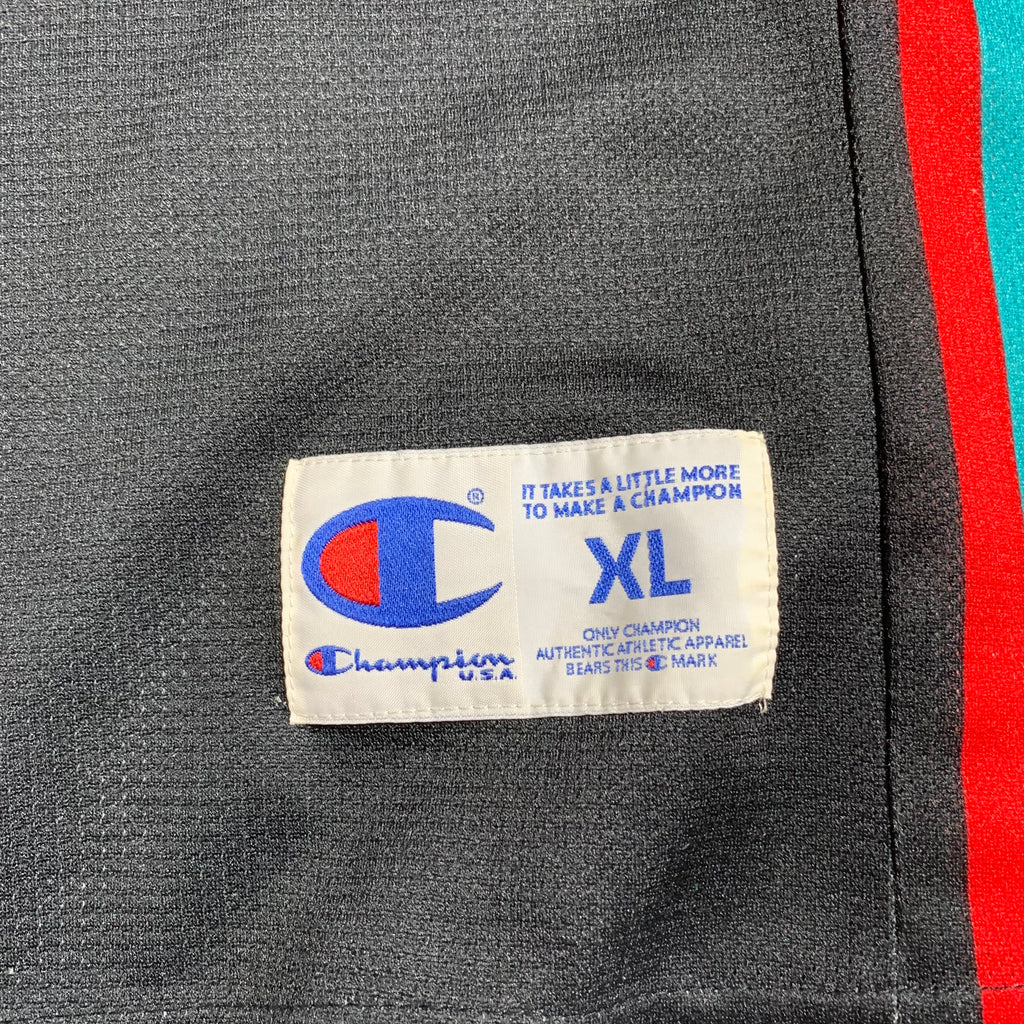 ®
Champion
U.S.A.
IT TAKES A LITTLE MORE
TO MAKE A CHAMPION
XL
ONLY CHAMPION
AUTHENTIC ATHLETIC APPAREL
BEARS THIS C MARK